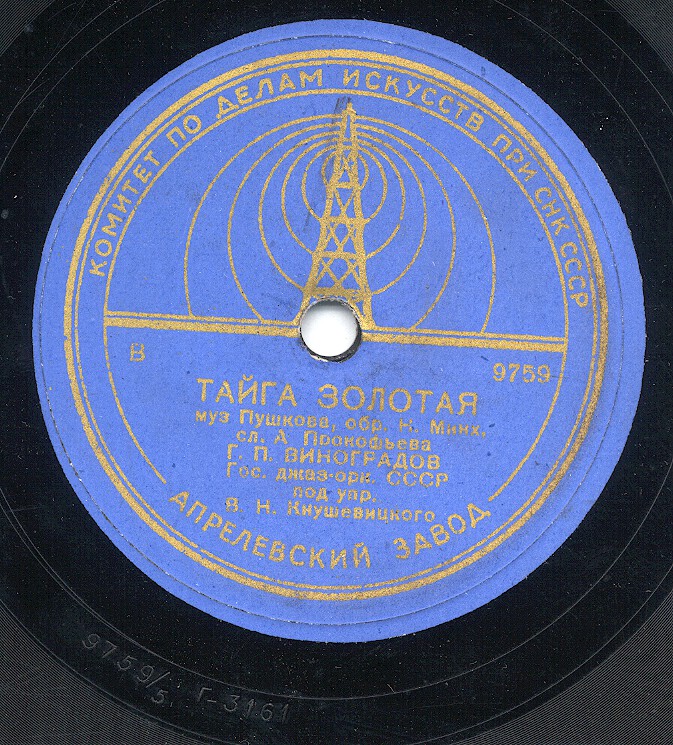 КОМИТЕТ ПО ДЕЛАМ ИСКУССТВ ПРИ СНК СССР
В
9759
ТАЙГА ЗОЛОТАЯ
муз Пушкова, обр. Н. Минх,
сл. А Прокофьева
Г. П. ВИНОГРАДОВ
Гос. джаз-орк. СССР
под упр.
В. Н. Кнушевицкого
АПРЕЛЕВСКИЙ ЗАВОД
9759/5 Г-3161